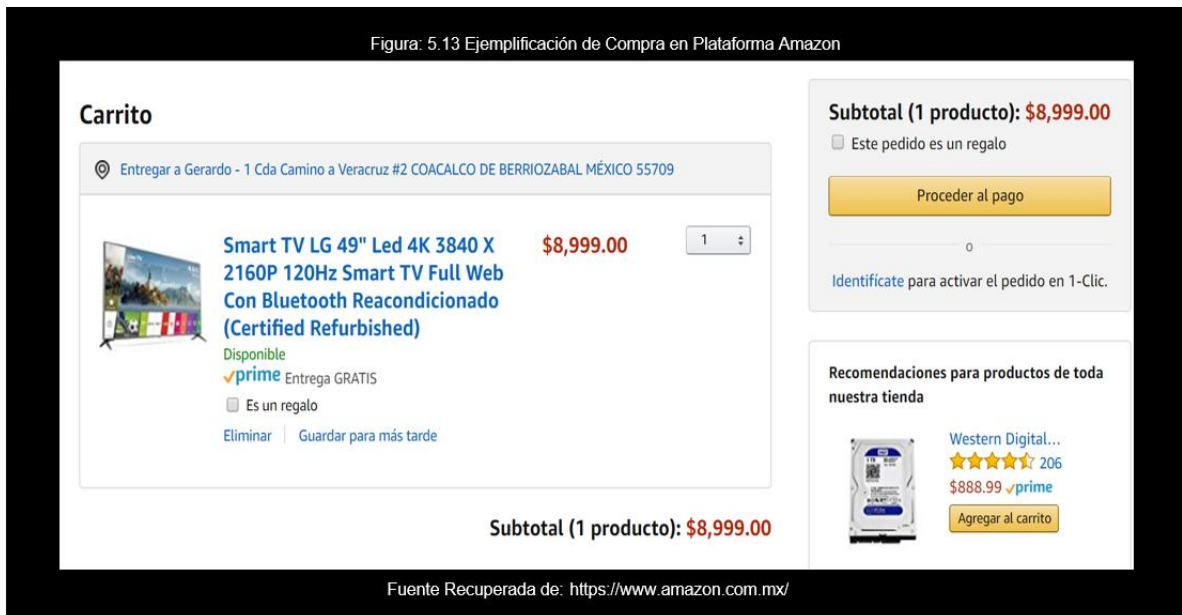 Figura: 5.13 Ejemplificación de Compra en Plataforma Amazon
Carrito
Entregar a Gerardo - 1 Cda Camino a Veracruz #2 COACALCO DE BERRIOZABAL MÉXICO 55709
Smart TV LG 49" Led 4K 3840 X
2160P 120Hz Smart TV Full Web
Con Bluetooth Reacondicionado
(Certified Refurbished)
$8,999.00
1
Disponible
prime Entrega GRATIS
Es un regalo
Eliminar
Guardar para más tarde
Subtotal (1 producto): $8,999.00
Subtotal (1 producto): $8,999.00
Este pedido es un regalo
Proceder al pago
o
Identifícate para activar el pedido en 1-Clic.
Recomendaciones para productos de toda
nuestra tienda
Western Digital...
206
$888.99 prime
Agregar al carrito
Fuente Recuperada de: https://www.amazon.com.mx/